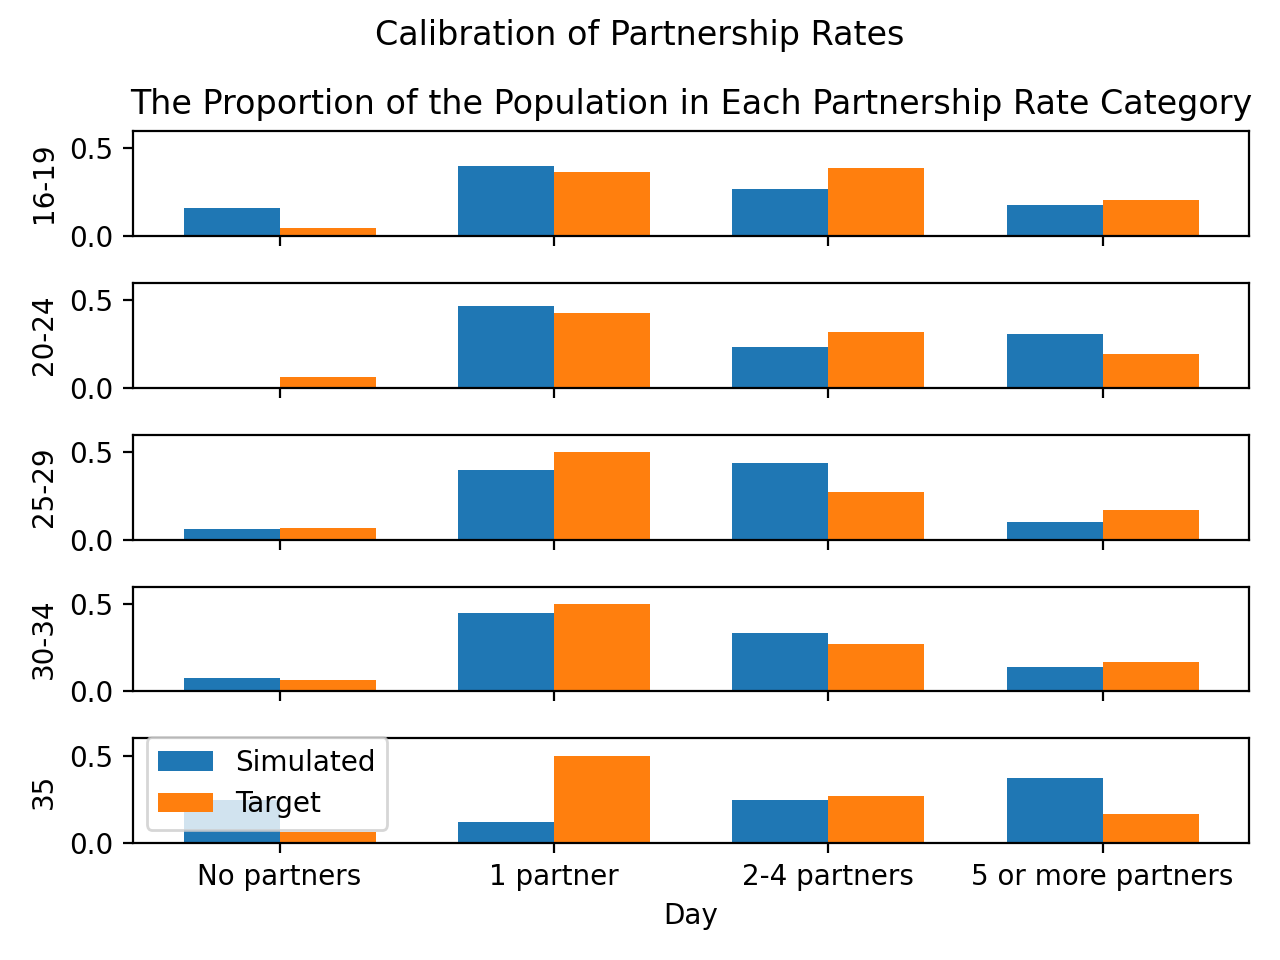 Calibration of Partnership Rates
The Proportion of the Population in Each Partnership Rate Category
0.5
16-19
0.0
0.5
20-24
0.0
0.5
25-29
0.0
0.5
30-34
0.0
Simulated
0.5
35
Target
0.0
No partners 1 partner 2-4 partners 5 or more partners
Day